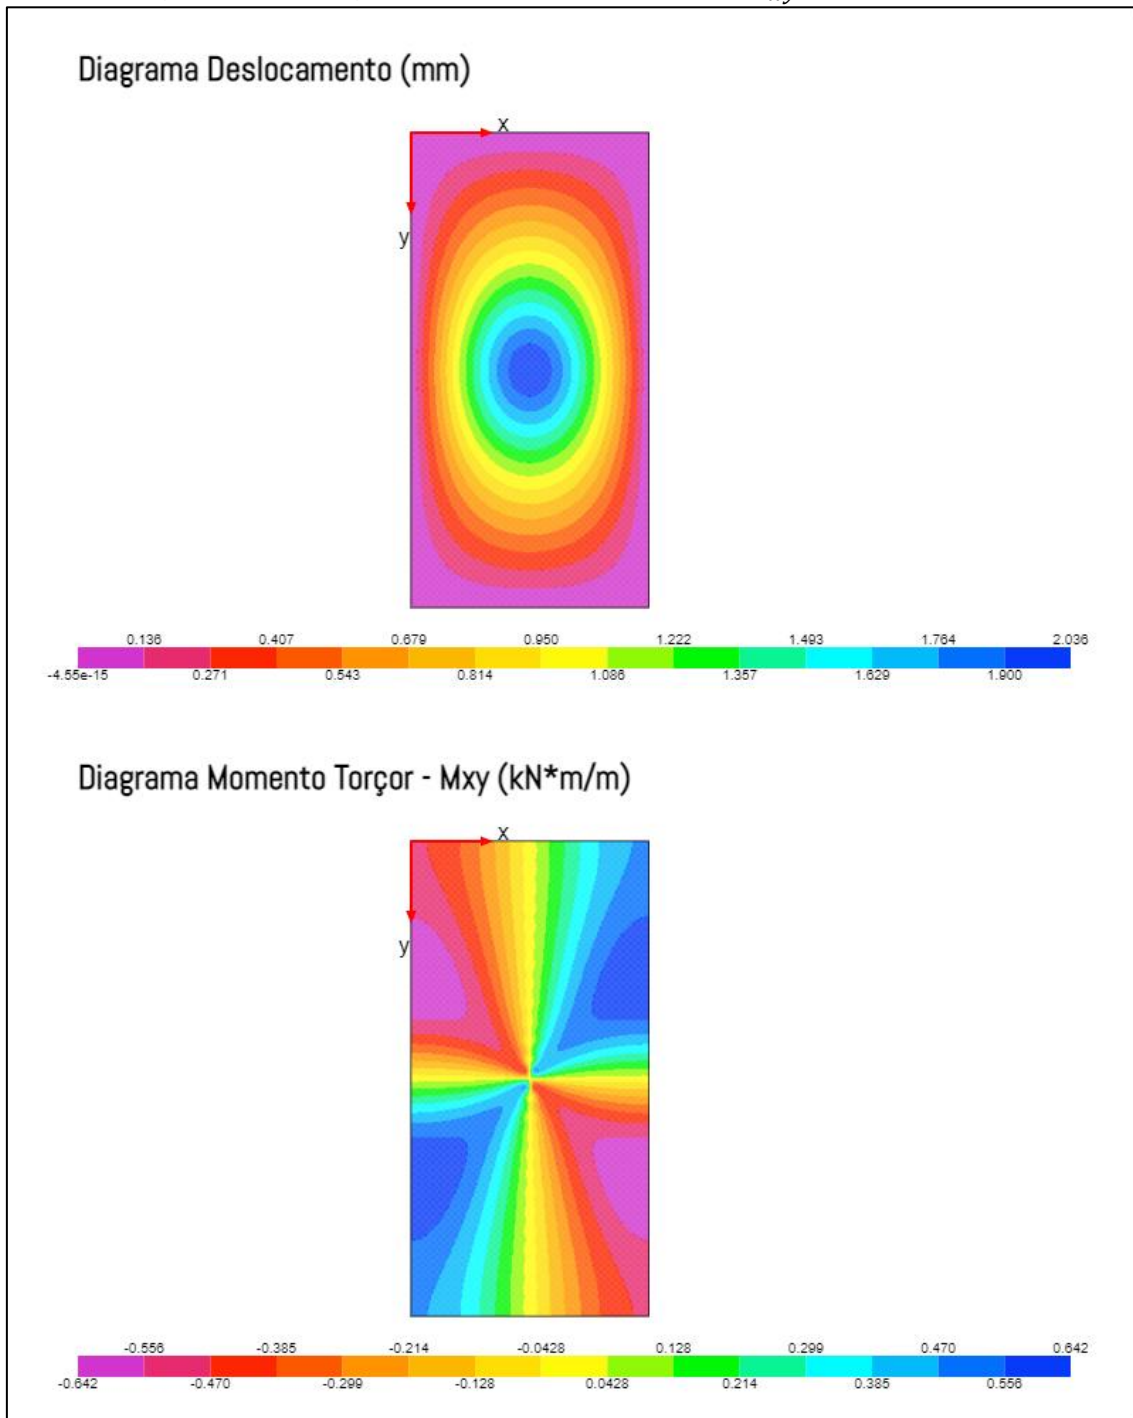 Diagrama Deslocamento (mm)
x
y
0.136 0.407 0.679 0.950 1.222 1.493 1.764 2.036
-4.55e-15 0.271 0.543 0.814 1.086 1.357 1.629 1.900
Diagrama Momento Torçor - Mxy (kN*m/m)
x
y
-0.556 -0.385 -0.214 -0.0428 0.128 0.299 0.470 0.642
-0.642 -0.470 -0.299 -0.128 0.0428 0.214 0.385 0.556